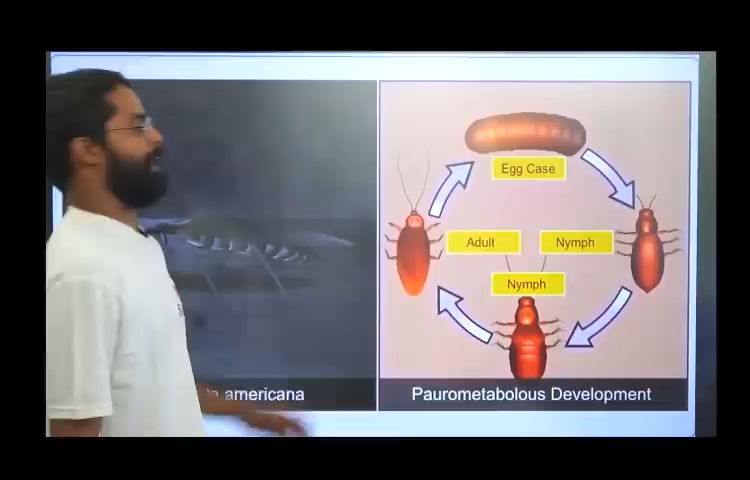 Egg Case
Adult
Nymph
Nymph
americana
Paurometabolous Development